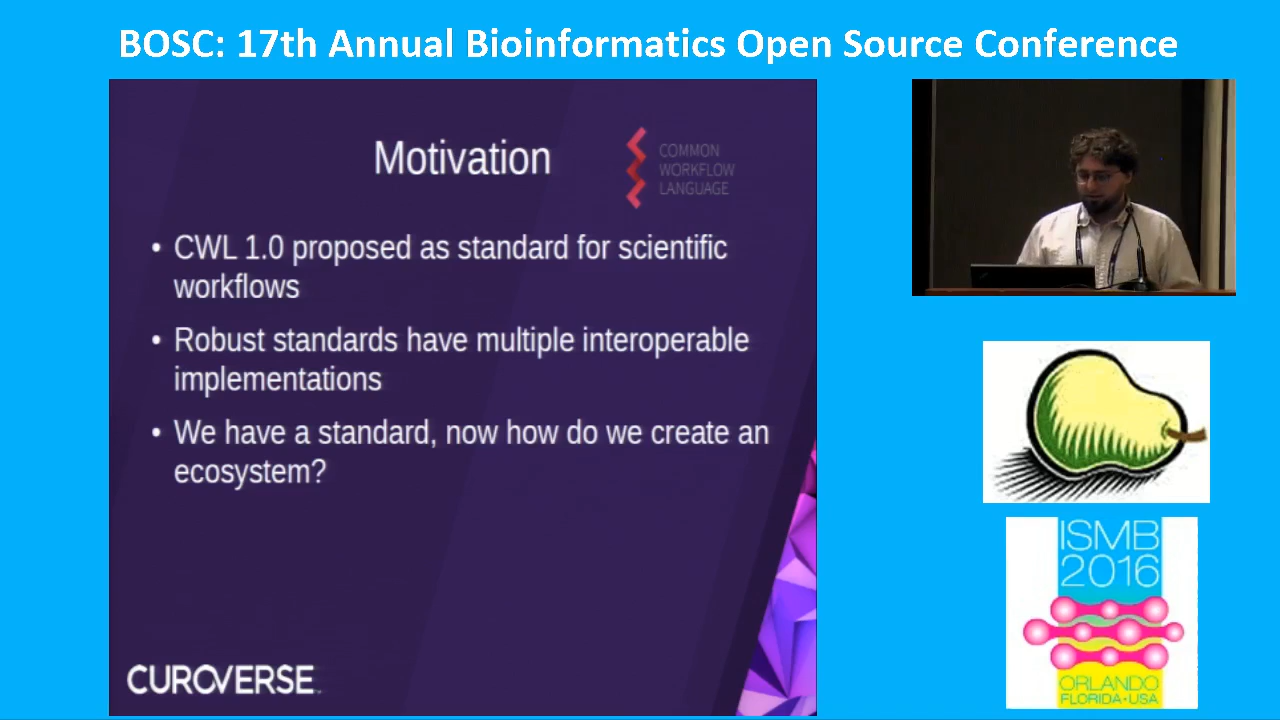 BOSC: 17th Annual Bioinformatics Open Source Conference
Motivation
COMMON
WORKFLOW
LANGUAGE
• CWL 1.0 proposed as standard for scientific
workflows
• Robust standards have multiple interoperable
implementations
• We have a standard, now how do we create an
ecosystem?
CUROVERSE
ISMB
2016
ORLANDO
FLORIDA•USA